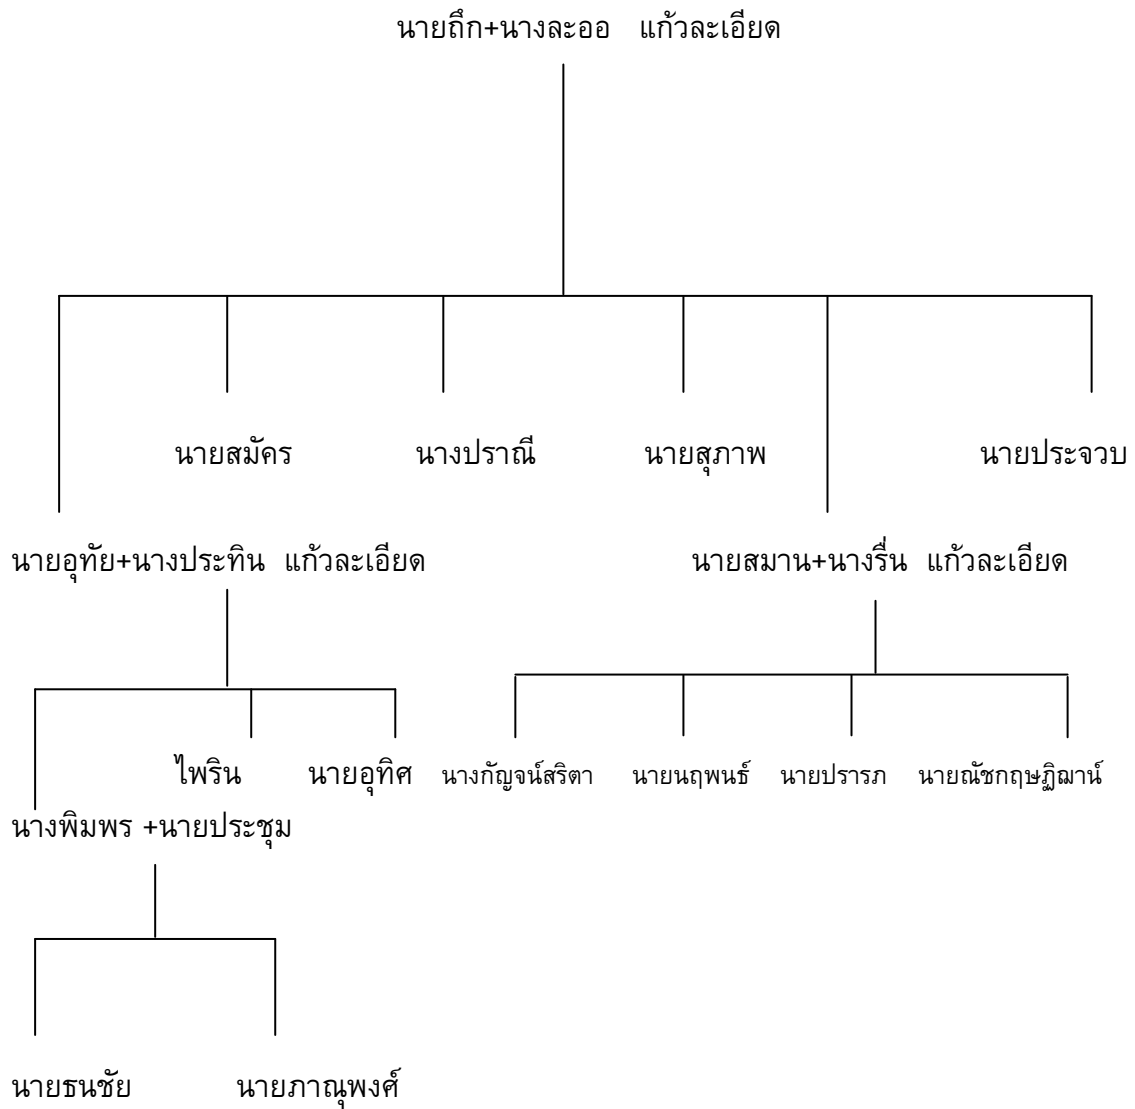 นายถึก+นางละออ แก้วละเอียด
นายสมัคร นางปราณี นายสุภาพ นายประจวบ
นายอุทัย+นางประทิน แก้วละเอียด นายสมาน+นางรื่น แก้วละเอียด
ไพริน นายอุทิศ นางกัญจน์สริตา นายนฤพนธ์ นายปรารภ นายณัชกฤษฏิฒาน์
นางพิมพร +นายประชุม
นายธนชัย นายภาณุพงศ์